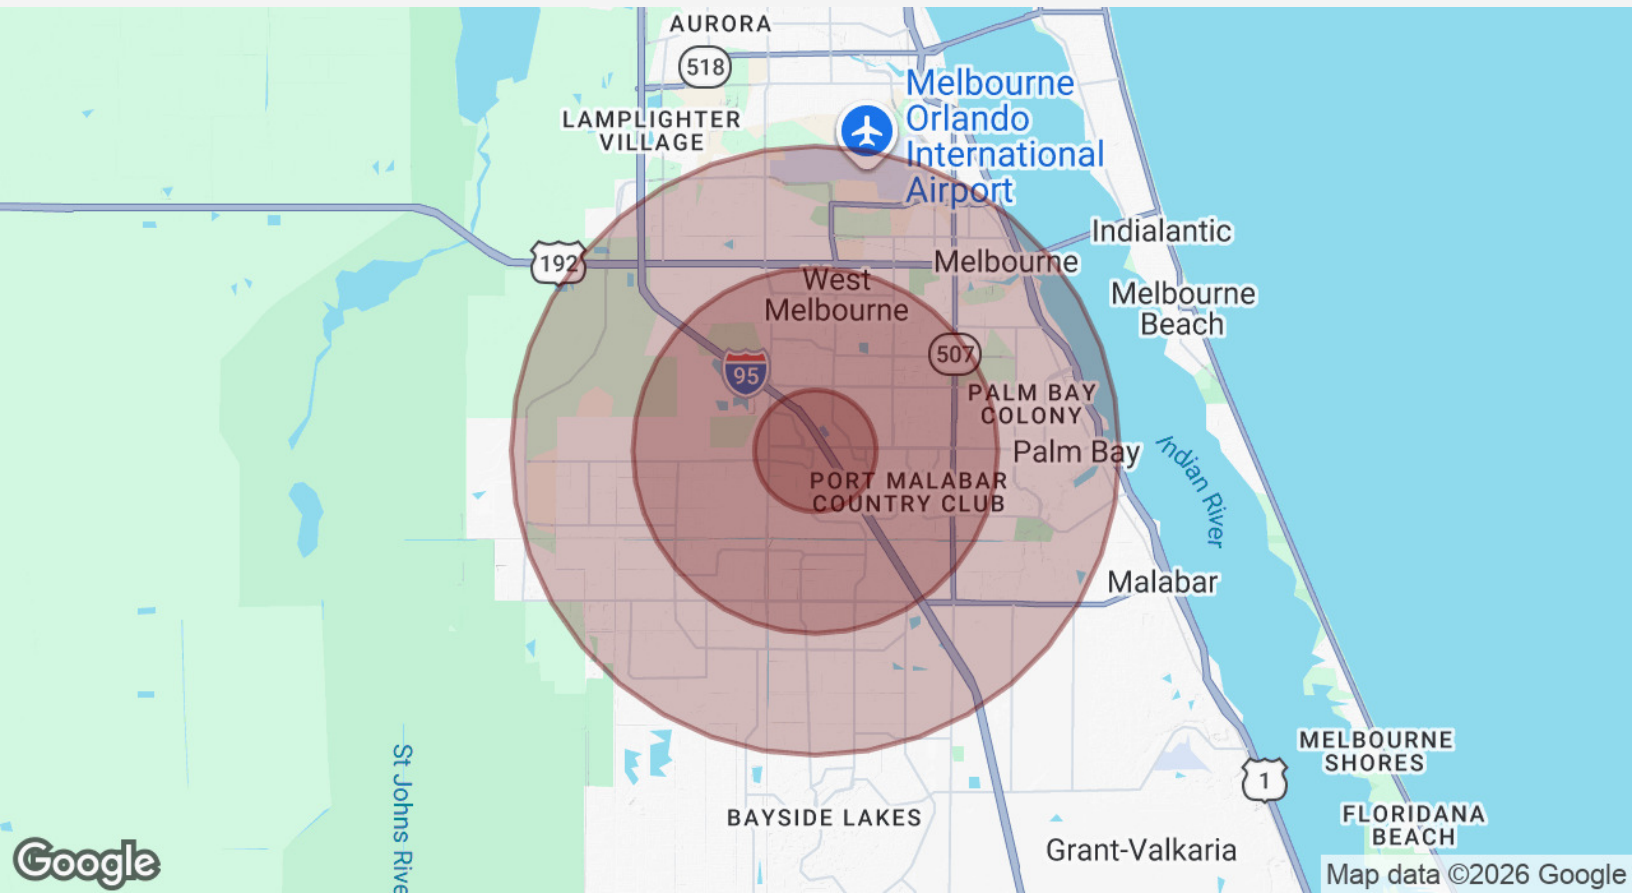 AURORA
518
Melbourne
Orlando
International
Airport
LAMPLIGHTER
VILLAGE
Indialantic
192
Melbourne
West
Melbourne
Melbourne
Beach
507
95
PALM BAY
COLONY
Palm Bay
Indian River
PORT MALABAR
COUNTRY CLUB
Malabar
St Johns Rive
MELBOURNE
SHORES
1
BAYSIDE LAKES
FLORIDANA
BEACH
Grant-Valkaria
Google
Map data ©2026 Google